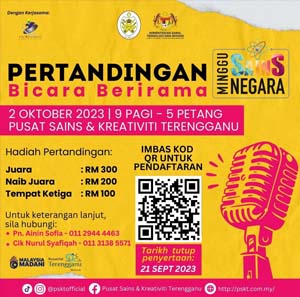 Dengan Kerjasama:
MINGGU SAINS NEGARA
PERTANDINGAN
Bicara Berirama
2 OKTOBER 2023 | 9 PAGI - 5 PETANG
PUSAT SAINS & KREATIVITI TERENGGANU
Hadiah Pertandingan:
Juara : RM 300
Naib Juara : RM 200
Tempat Ketiga : RM 100
IMBAS KOD
QR UNTUK
PENDAFTARAN
Untuk keterangan lanjut,
sila hubungi:
Pn. Ainin Sofia - 011 2944 4463
Cik Nurul Syafiqah - 011 3138 5571
Tarikh tutup
penyertaan:
21 SEPT 2023
MALAYSIA
MADANI
Terengganu
@psktofficial
Pusat Sains & Kreativiti Terengganu
http://pskt.com.my/